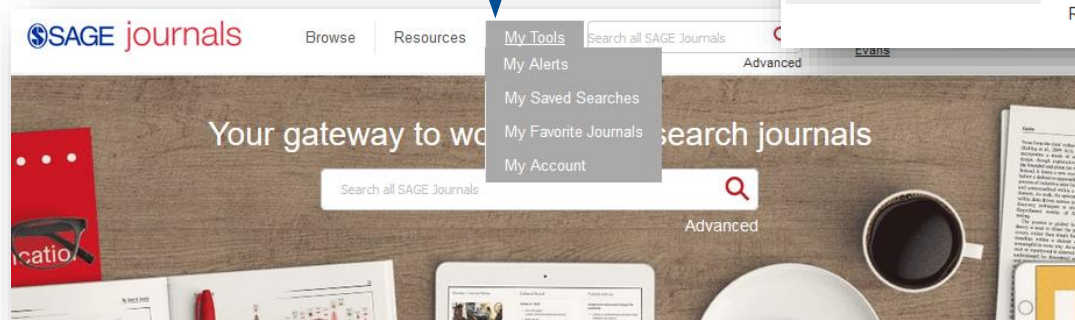 SAGE journals
Browse
Resources
My Tools
Search all SAGE Journals
Advanced
Evans
My Alerts
My Saved Searches
My Favorite Journals
My Account
Your gateway to wo search journals
Search all SAGE Journals
Advanced
catio